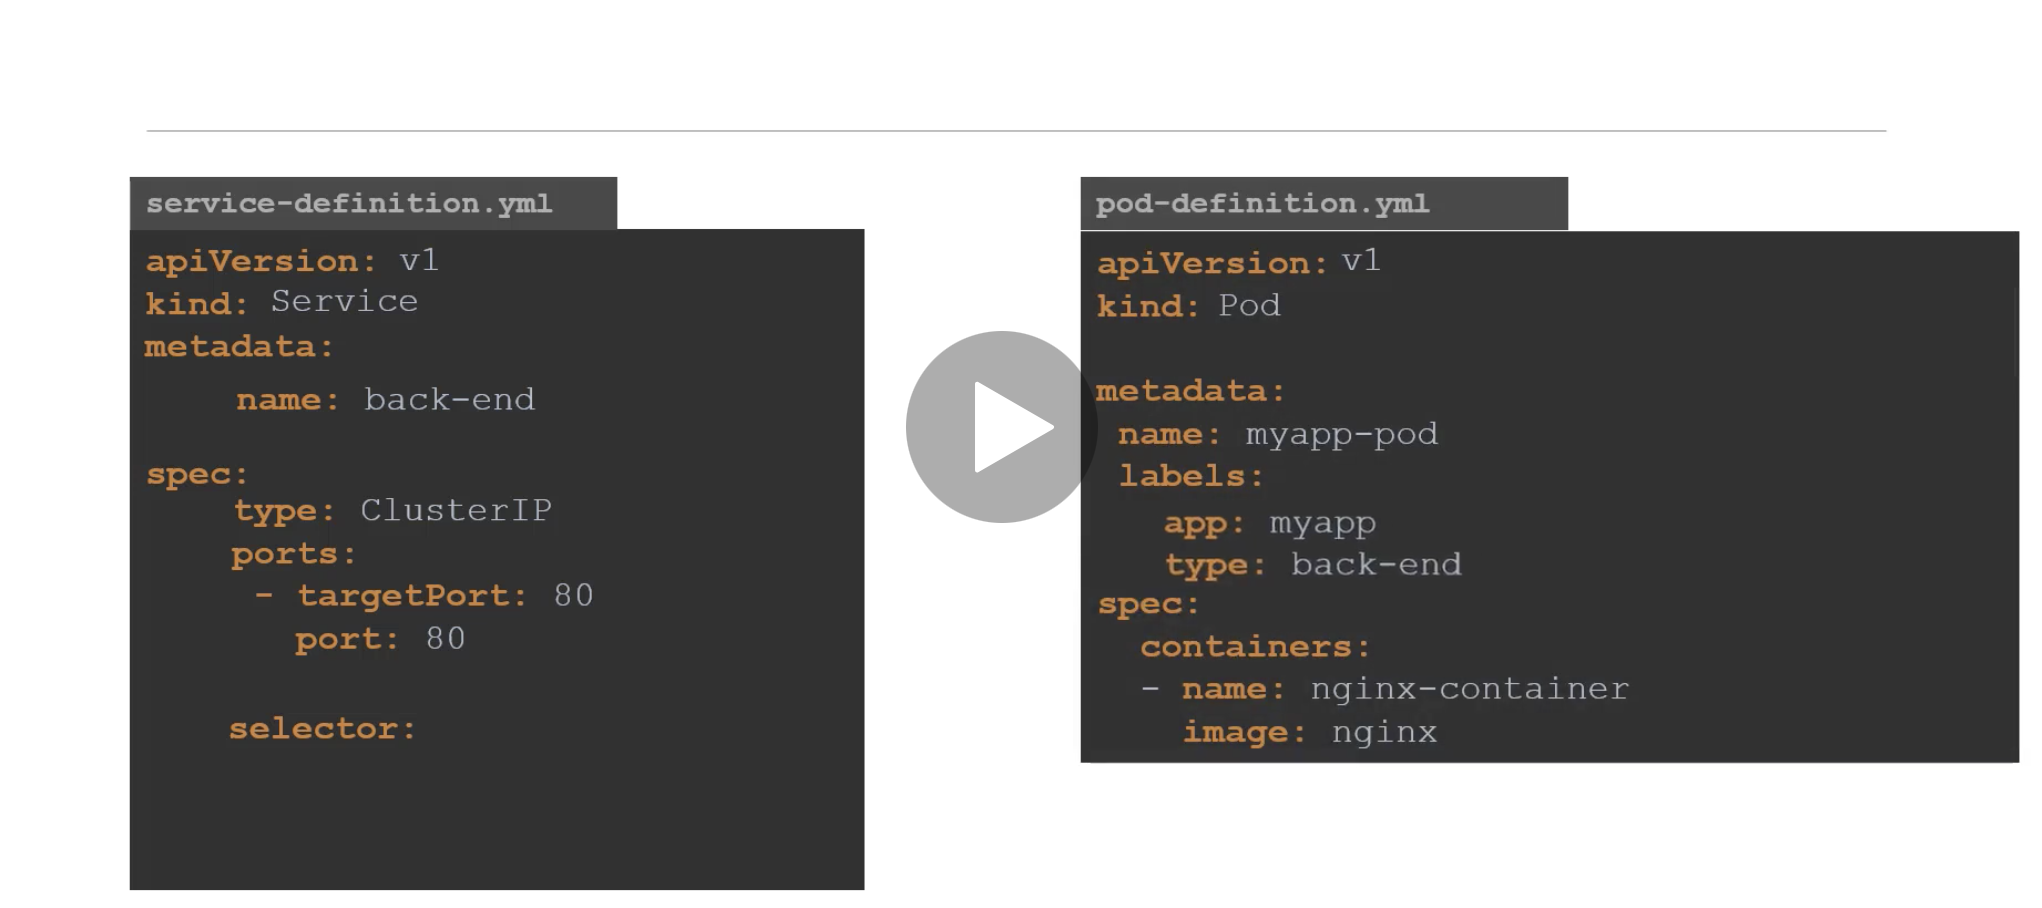 service-definition.yml
apiVersion: v1
kind: Service
metadata:
name: back-end
spec:
type: ClusterIP
ports:
- targetPort: 80
port: 80
selector:
pod-definition.yml
apiVersion: v1
kind: Pod
metadata:
name: myapp-pod
labels:
app: myapp
type: back-end
spec:
containers:
- name: nginx-container
image: nginx